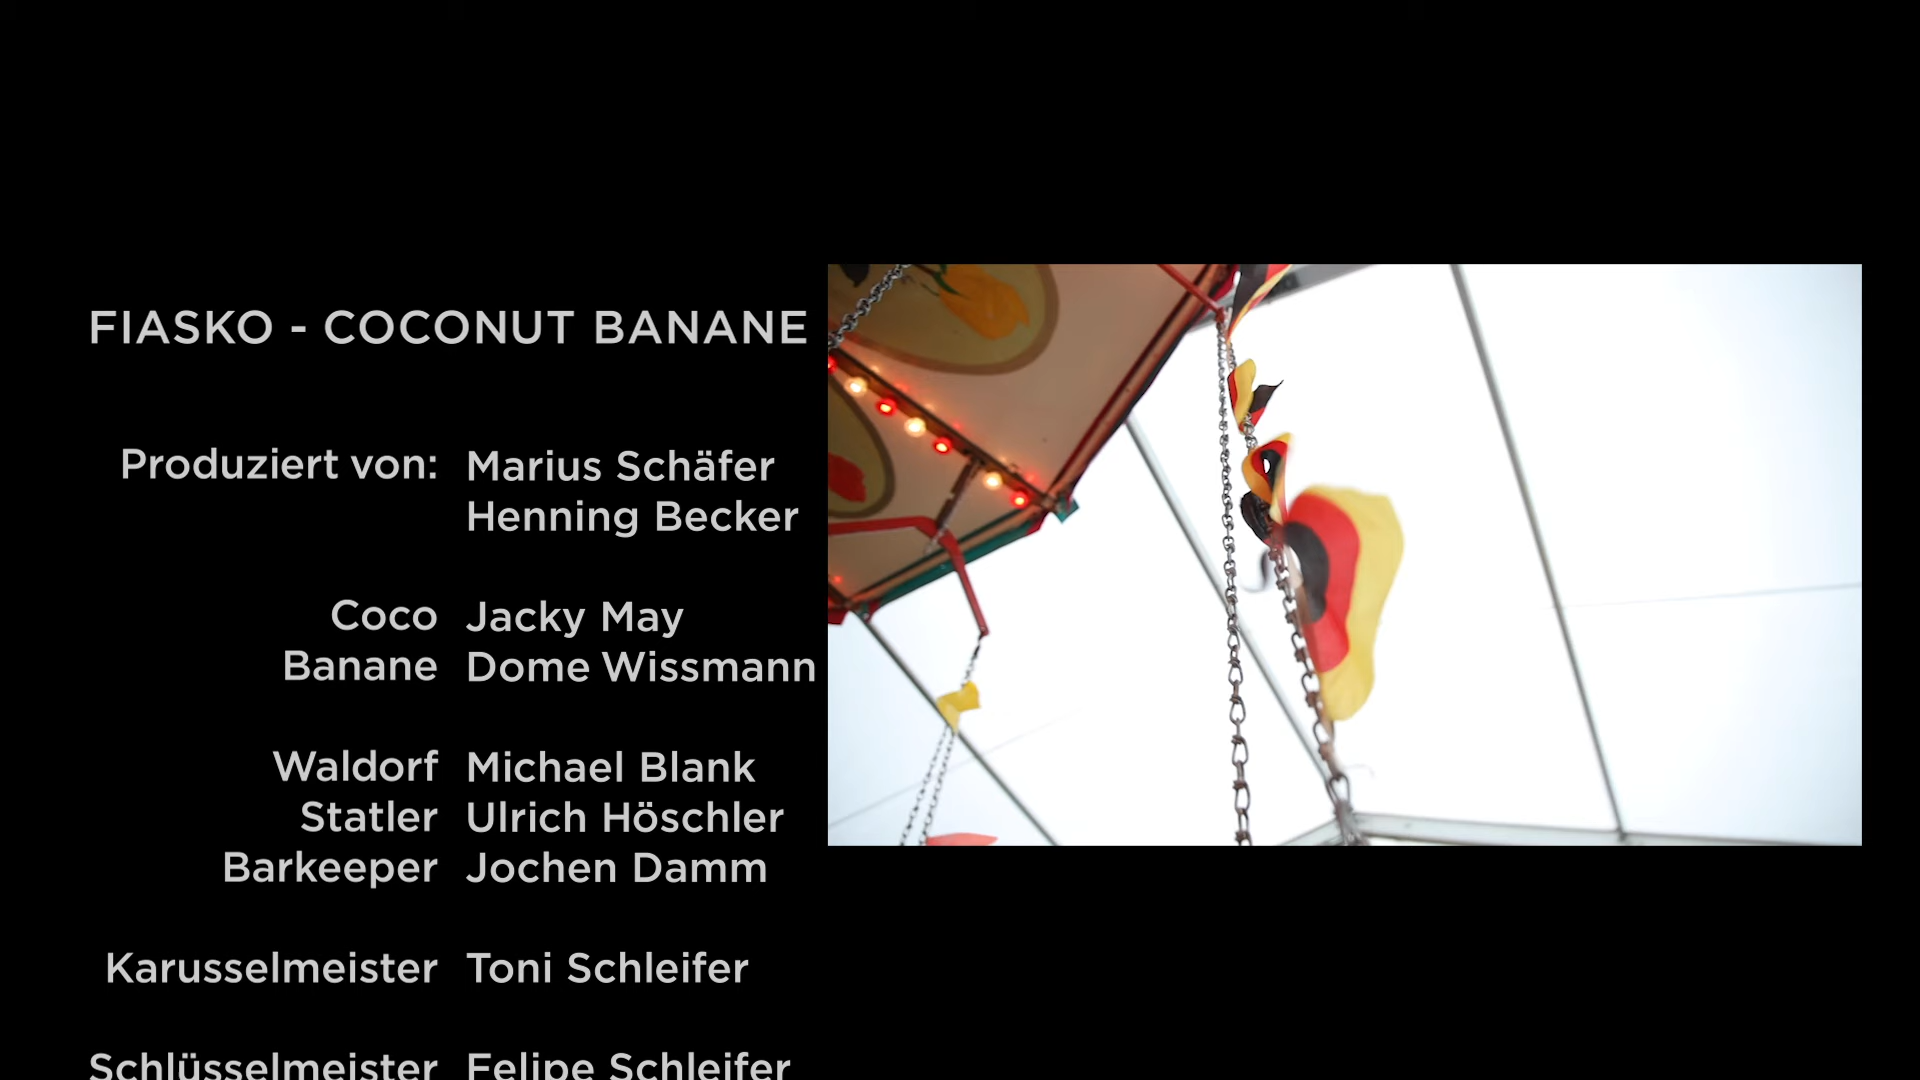 FIASKO - COCONUT BANANE
Produziert von: Marius Schäfer
Henning Becker
Coco Jacky May
Banane Dome Wissmann
Waldorf Michael Blank
Statler Ulrich Höschler
Barkeeper Jochen Damm
Karusselmeister Toni Schleifer
Schlüsselmeister Felipe Schleifer